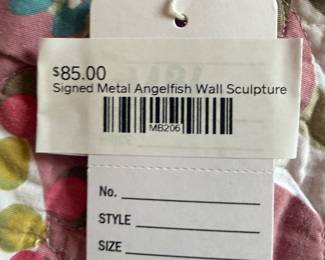 $85.00
Signed Metal Angelfish Wall Sculpture
MB206
No.
STYLE
SIZE